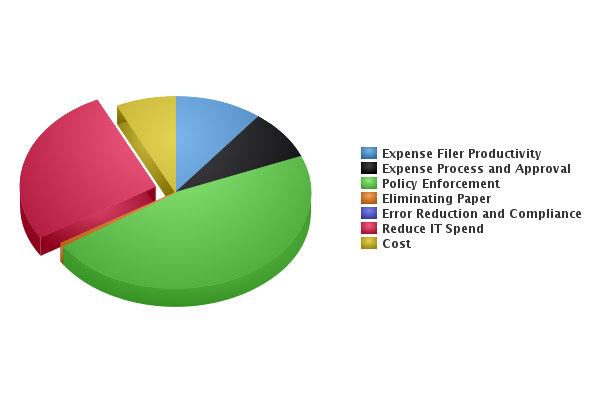 Expense Filer Productivity
Expense Process and Approval
Policy Enforcement
Eliminating Paper
Error Reduction and Compliance
Reduce IT Spend
Cost